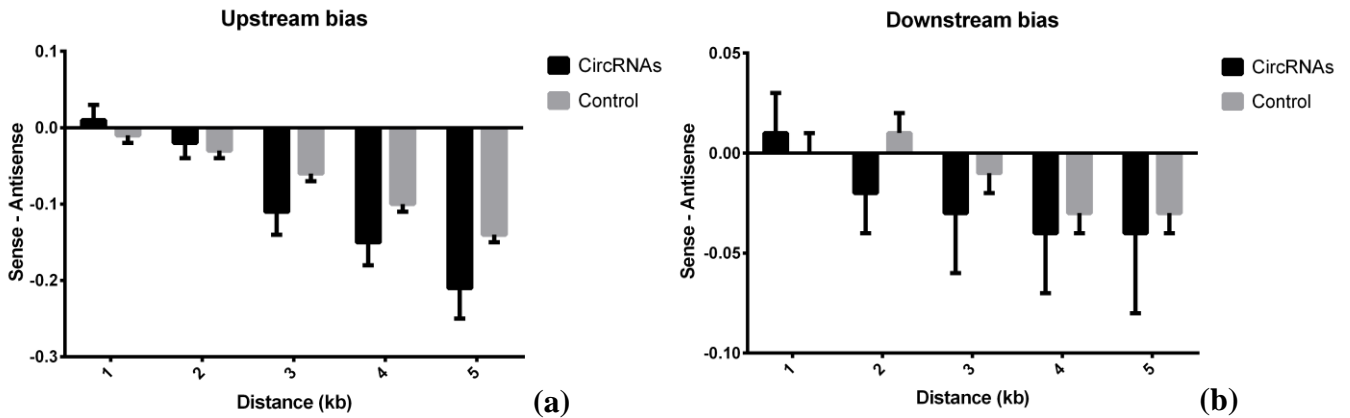 Upstream bias
0.1
0.0
-0.1
-0.2
-0.3
Sense - Antisense
1 2 3 4 5
Distance (kb)
CircRNAs
Control
(a)
Downstream bias
0.05
0.00
-0.05
-0.10
Sense - Antisense
1 2 3 4 5
Distance (kb)
CircRNAs
Control
(b)